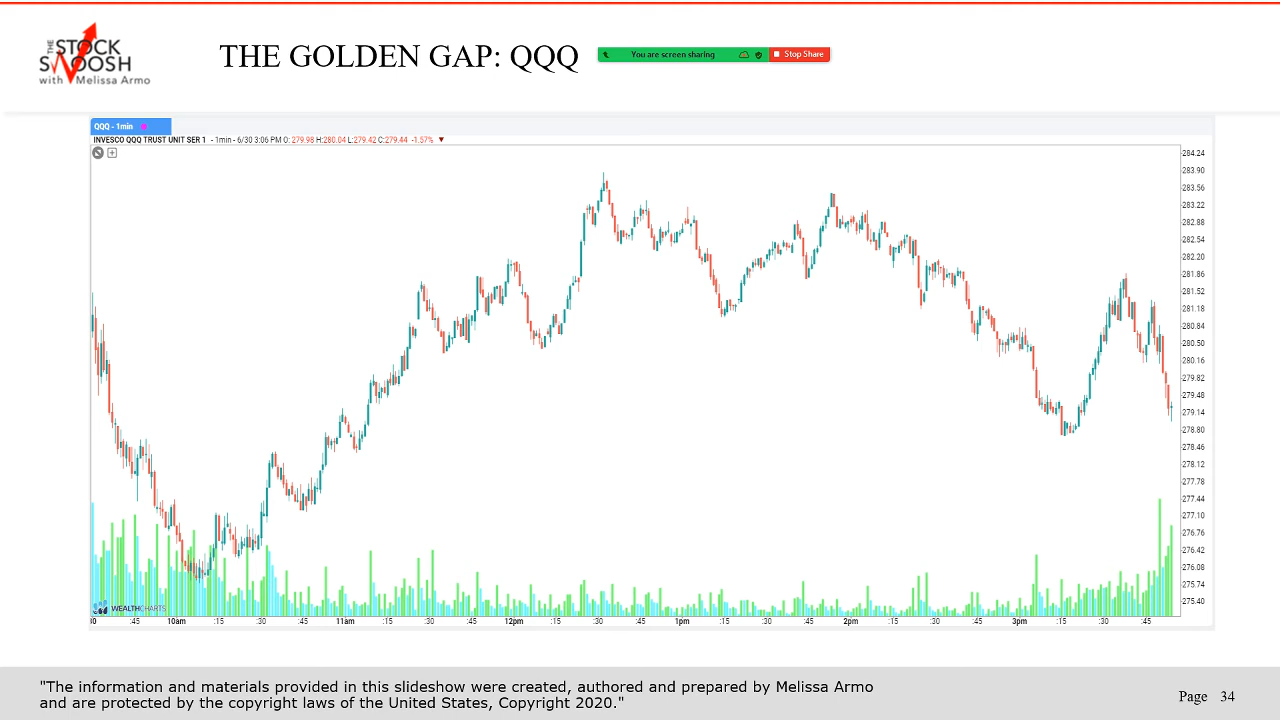 THE
STOCK
SWOOSH
with Melissa Armo
THE GOLDEN GAP: QQQ
You are screen sharing
Stop Share
QQQ - 1min
INVESCO QQQ TRUST UNIT SER 1 - 1min - 6/30 3:06 PM O: 279.98 H:280.04 L:279.42 C:279.44 -1.57% ▼
284.24
283.90
283.56
283.22
282.88
282.54
282.20
281.86
281.52
281.18
280.84
280.50
280.16
279.82
279.48
279.14
278.80
278.46
278.12
277.78
277.44
277.10
276.76
276.42
276.08
275.74
275.40
WEALTHCHARTS
:45 10am :15 :30 :45 11am :15 :30 :45 12pm :15 :30 :45 1pm :15 :30 :45 2pm :15 :30 :45 3pm :15 :30 :45
"The information and materials provided in this slideshow were created, authored and prepared by Melissa Armo
and are protected by the copyright laws of the United States, Copyright 2020."
Page 34